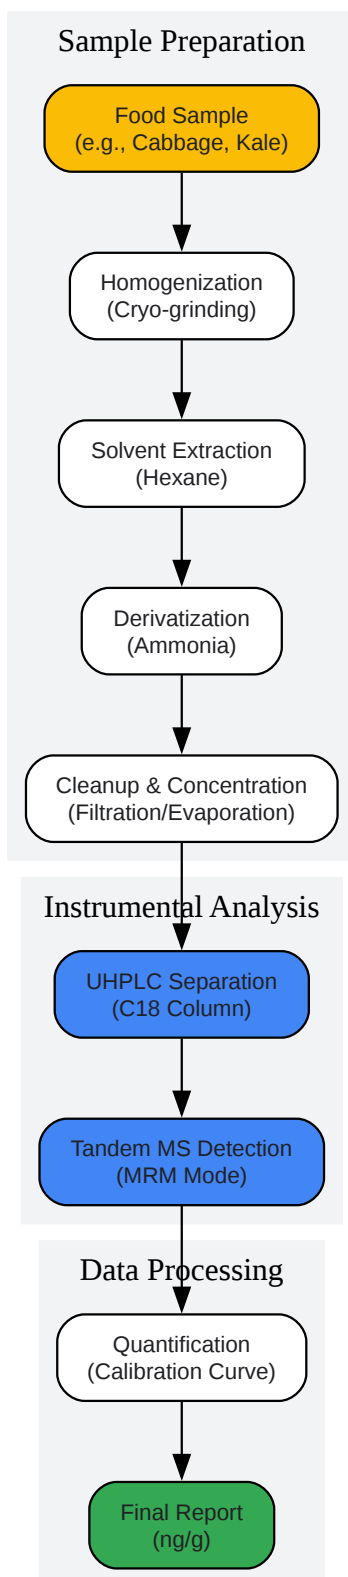 Sample Preparation
Food Sample
(e.g., Cabbage, Kale)
Homogenization
(Cryo-grinding)
Solvent Extraction
(Hexane)
Derivatization
(Ammonia)
Cleanup & Concentration
(Filtration/Evaporation)
Instrumental Analysis
UHPLC Separation
(C18 Column)
Tandem MS Detection
(MRM Mode)
Data Processing
Quantification
(Calibration Curve)
Final Report
(ng/g)